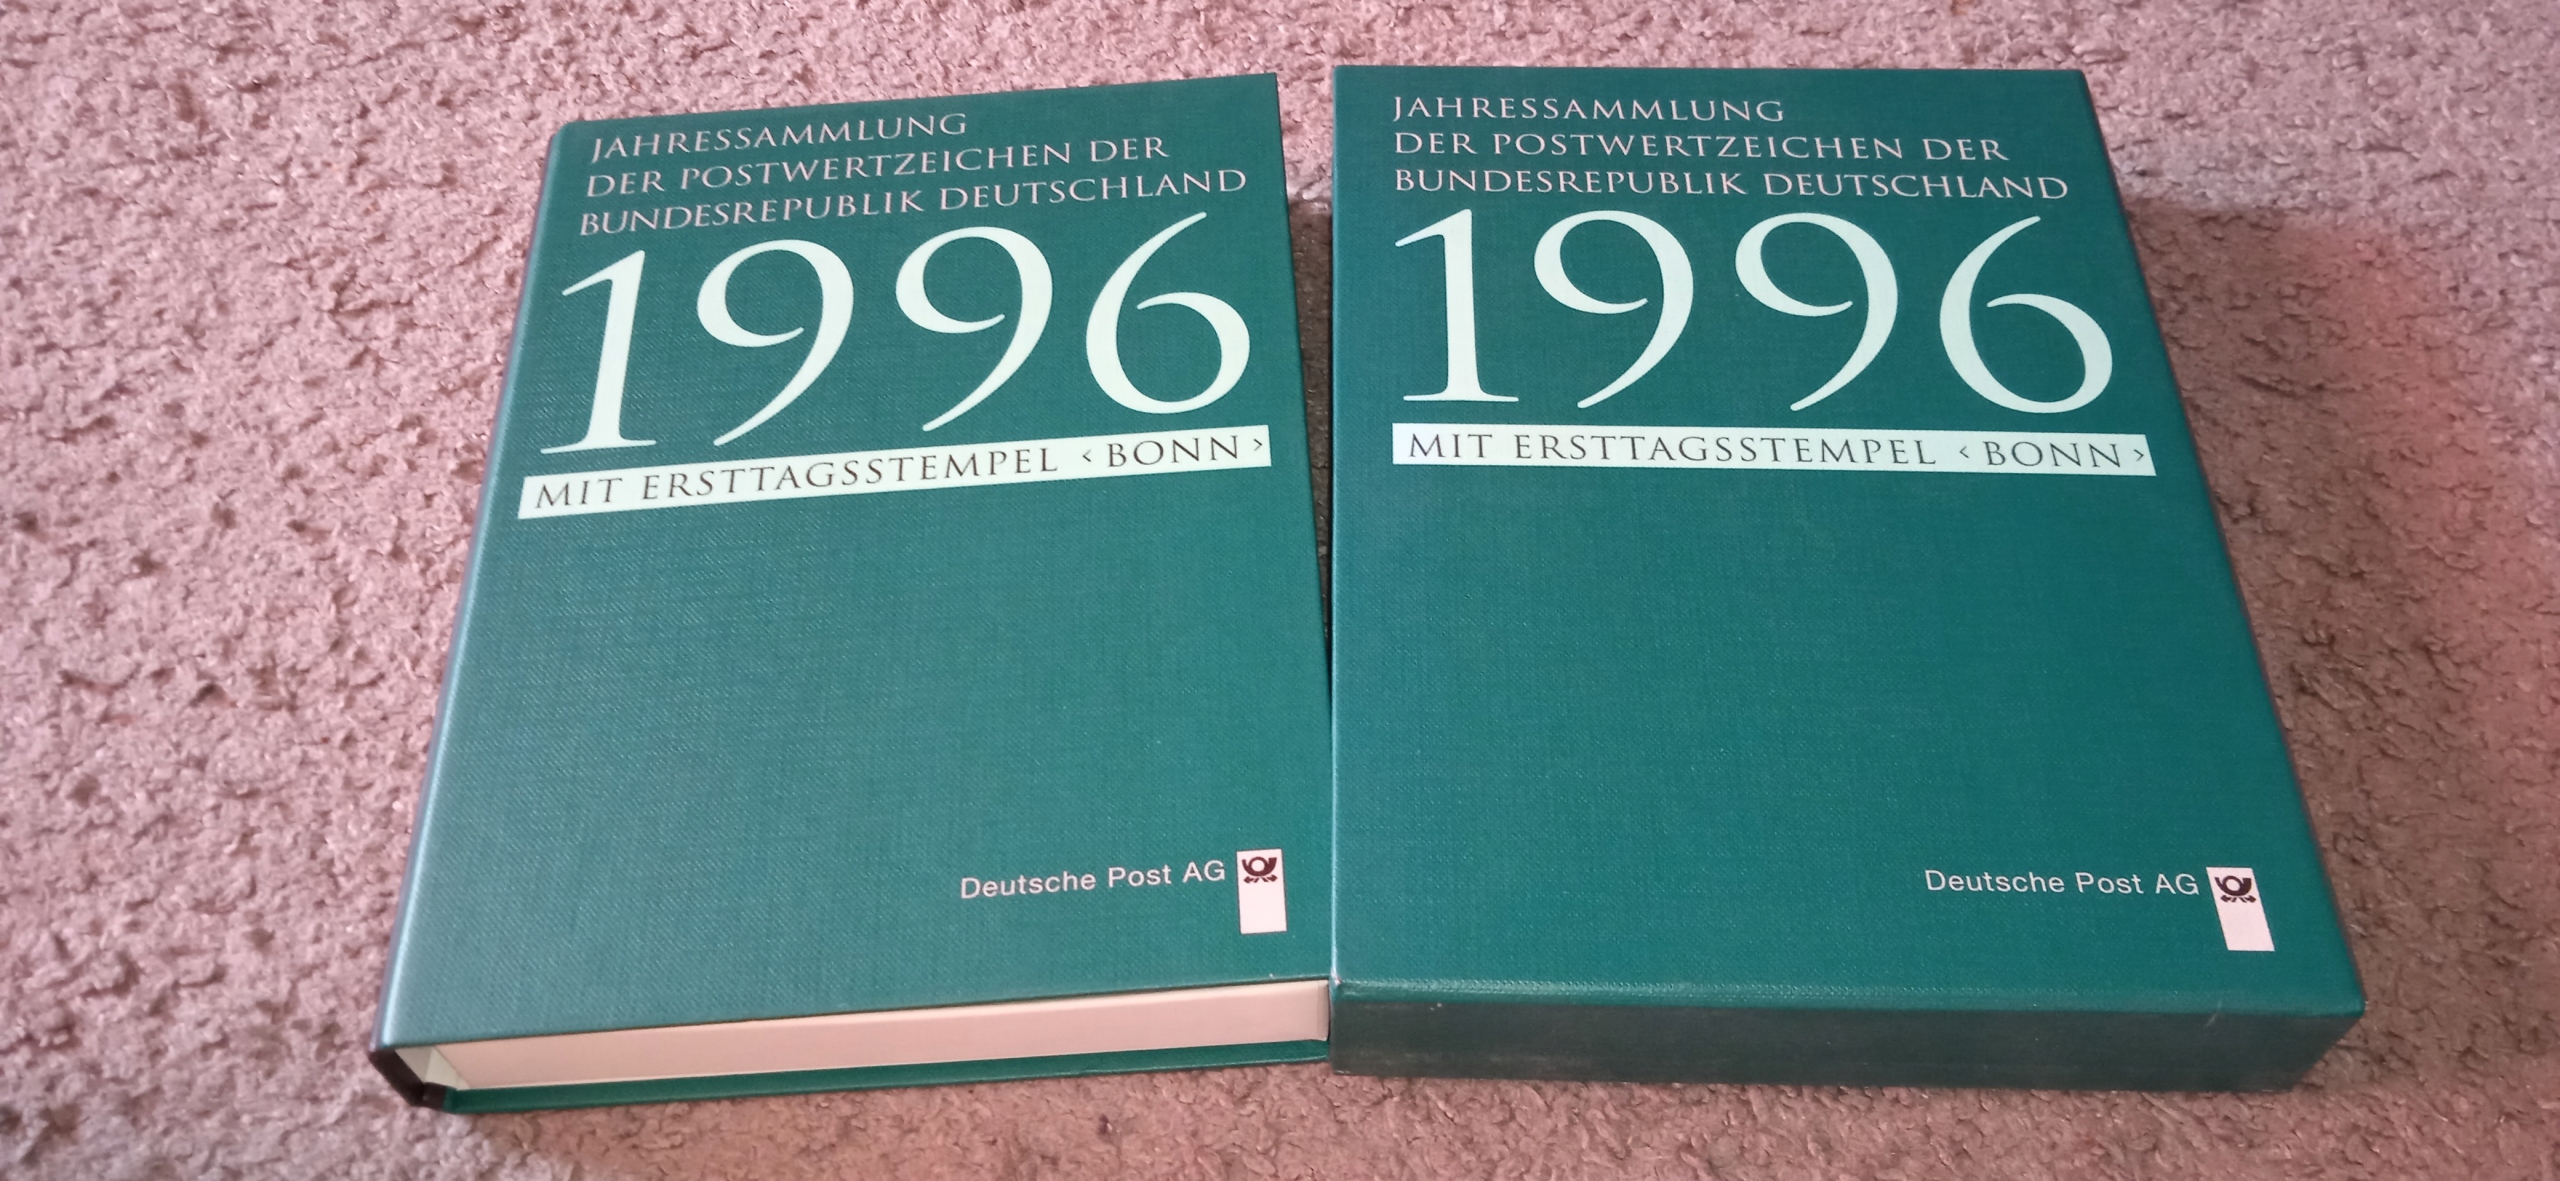 JAHRESSAMMLUNG
DER POSTWERTZEICHEN DER
BUNDESREPUBLIK DEUTSCHLAND
1996
MIT ERSTTAGSSTEMPEL ‹BONN›
Deutsche Post AG
JAHRESSAMMLUNG
DER POSTWERTZEICHEN DER
BUNDESREPUBLIK DEUTSCHLAND
1996
MIT ERSTTAGSSTEMPEL ‹BONN›
Deutsche Post AG